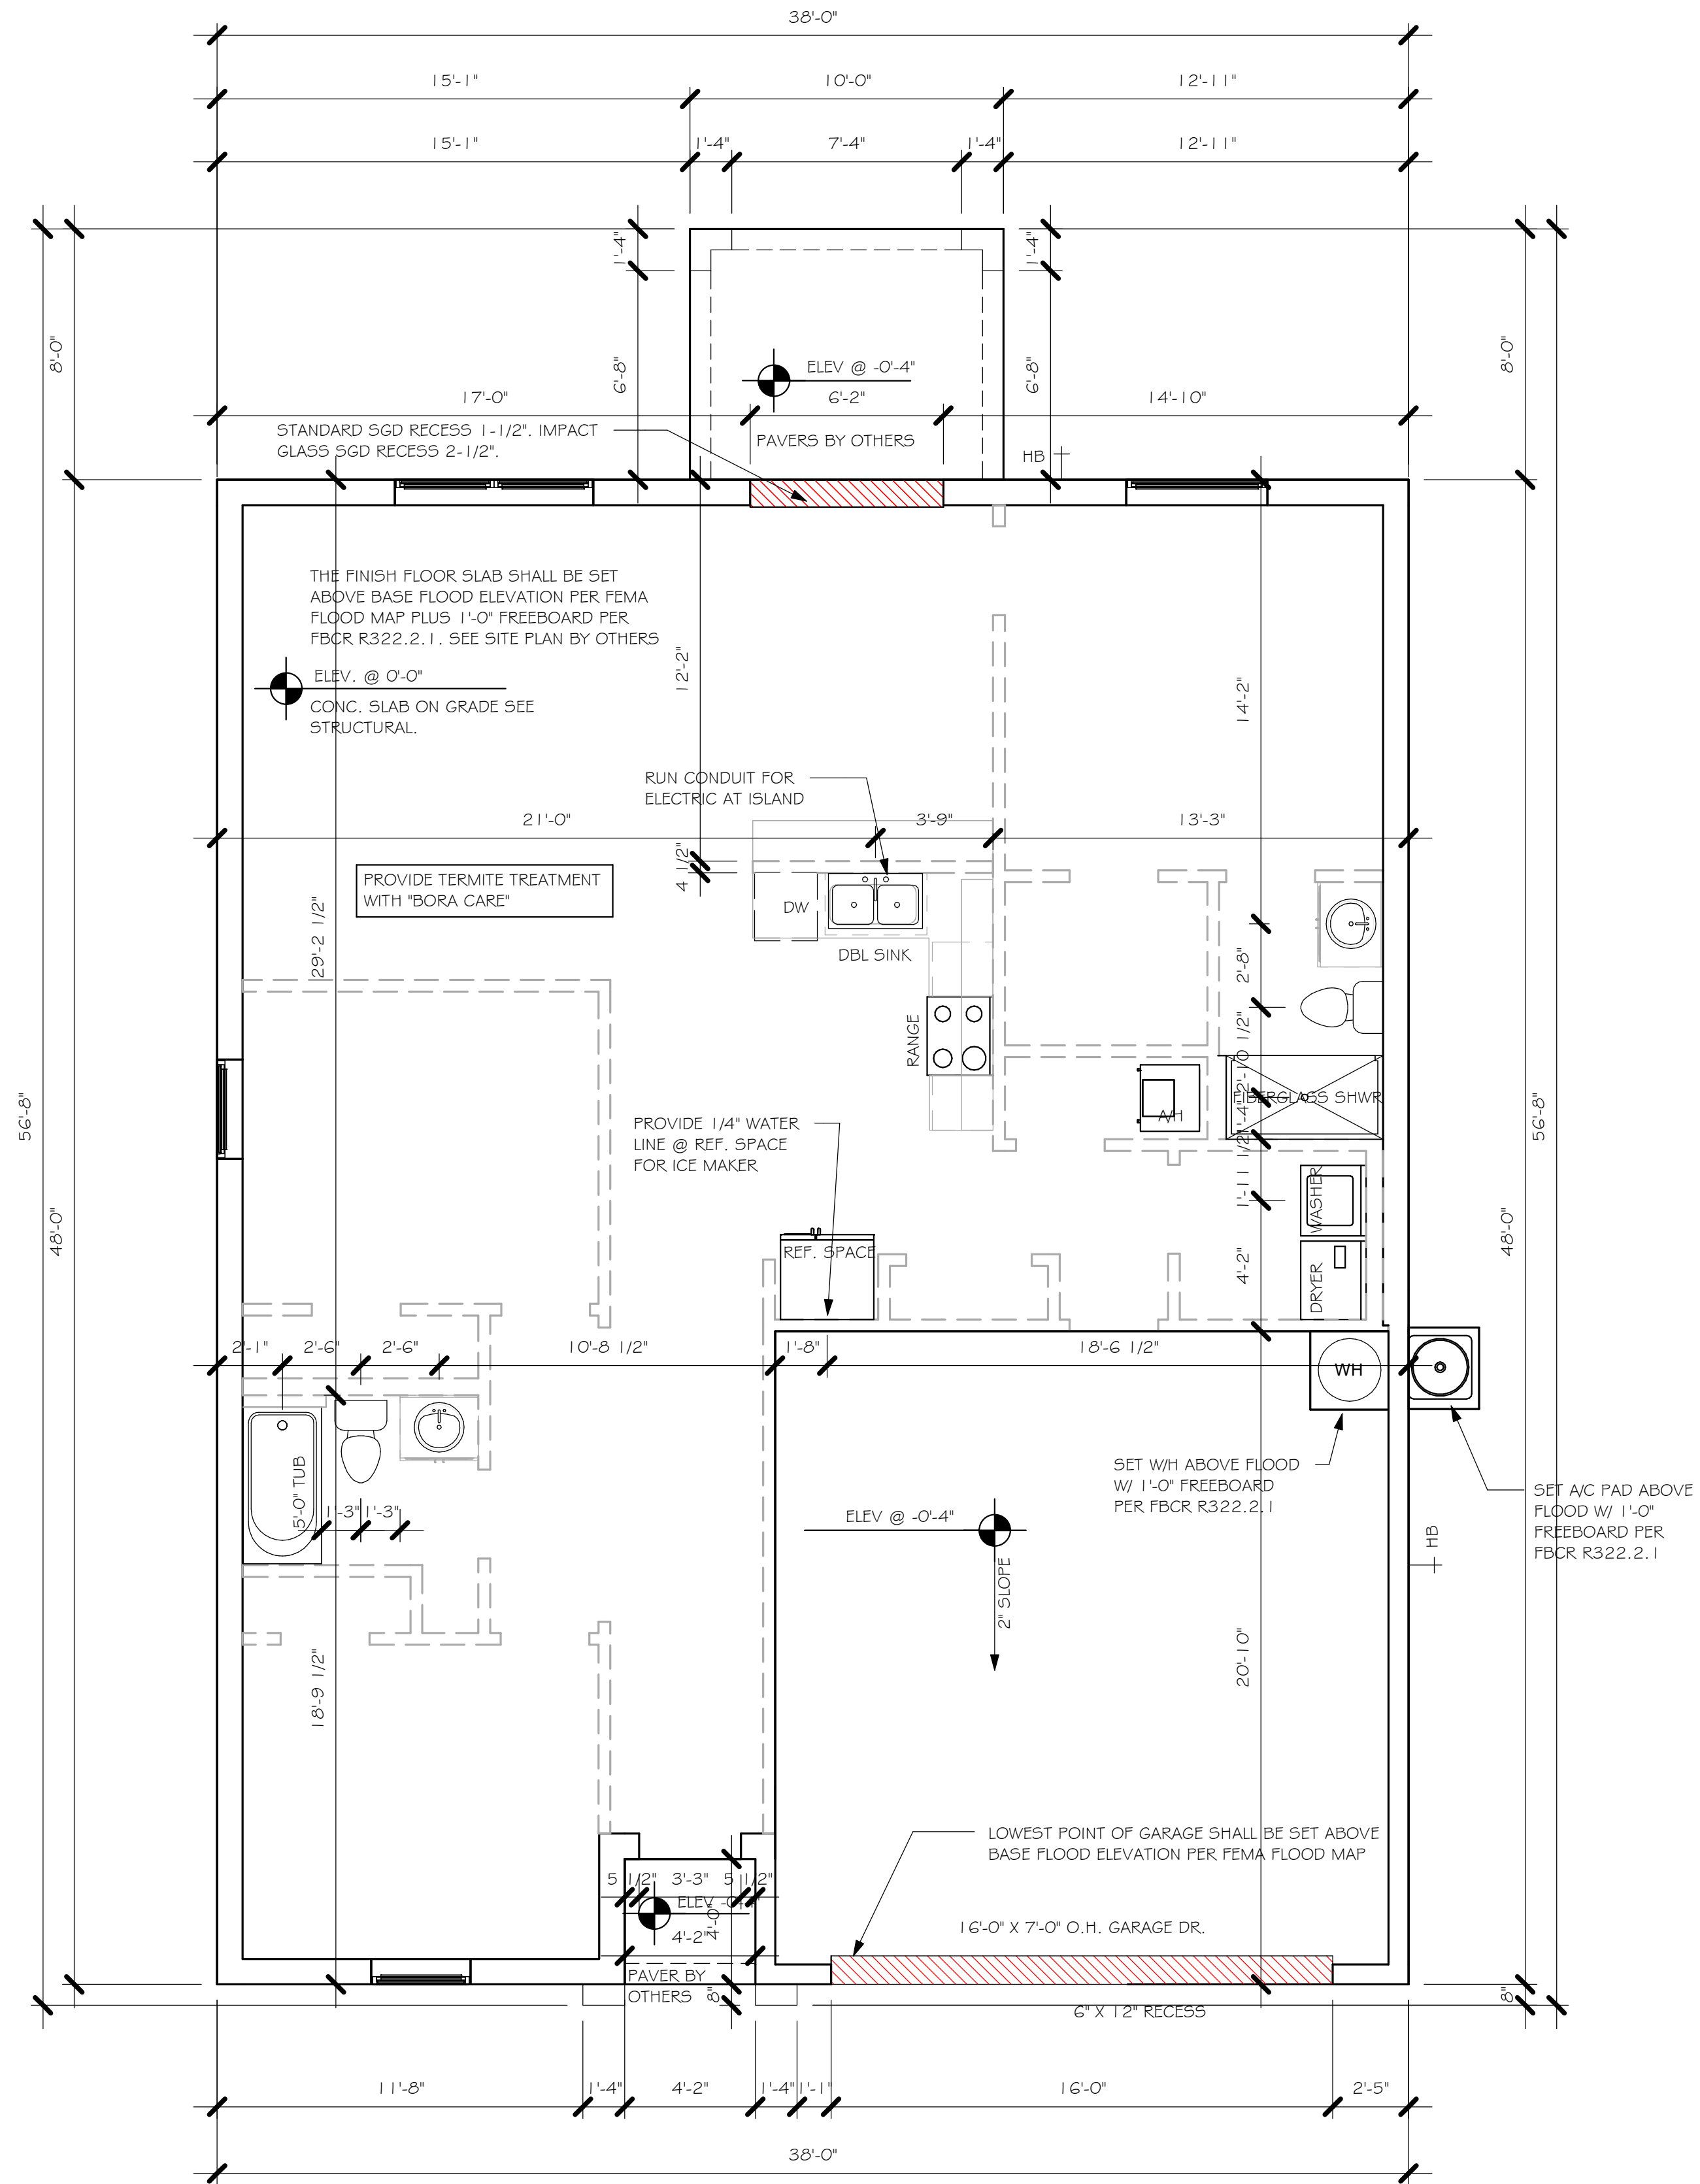 38'-0"
15'-1" 10'-0" 12'-11"
15'-1" 1'-4" 7'-4" 1'-4" 12'-11"
1'-4" 1'-4"
8'-0" 6'-8" 6'-8" 8'-0"
ELEV @ -0'-4"
17'-0" 6'-2" 14'-10"
STANDARD SGD RECESS 1-1/2". IMPACT
GLASS SGD RECESS 2-1/2".
PAVERS BY OTHERS
HB
THE FINISH FLOOR SLAB SHALL BE SET
ABOVE BASE FLOOD ELEVATION PER FEMA
FLOOD MAP PLUS 1'-0" FREEBOARD PER
FBCR R322.2.1. SEE SITE PLAN BY OTHERS
ELEV. @ 0'-0"
CONC. SLAB ON GRADE SEE
STRUCTURAL.
12'-2"
14'-2"
RUN CONDUIT FOR
ELECTRIC AT ISLAND
21'-0" 3'-9" 13'-3"
4 1/2"
PROVIDE TERMITE TREATMENT
WITH "BORA CARE"
29'-2 1/2"
DW
DBL SINK
2'-8"
RANGE
2'-10 1/2"
56'-8"
48'-0"
FIBERGLASS SHWR
A/H
1'-4"
PROVIDE 1/4" WATER
LINE @ REF. SPACE
FOR ICE MAKER
1'-11 1/2"
WASHER
REF. SPACE
4'-2"
DRYER
48'-0"
56'-8"
2'-1" 2'-6" 2'-6" 10'-8 1/2" 1'-8" 18'-6 1/2"
WH
5'-0" TUB
1'-3" 1'-3"
SET W/H ABOVE FLOOD
W/ 1'-0" FREEBOARD
PER FBCR R322.2.1
SET A/C PAD ABOVE
FLOOD W/ 1'-0"
FREEBOARD PER
FBCR R322.2.1
HB
ELEV @ -0'-4"
2" SLOPE
18'-9 1/2"
20'-10"
LOWEST POINT OF GARAGE SHALL BE SET ABOVE
BASE FLOOD ELEVATION PER FEMA FLOOD MAP
5 1/2" 3'-3" 5 1/2"
ELEV
4'-0"
4'-2"
16'-0" X 7'-0" O.H. GARAGE DR.
PAVER BY
OTHERS
8"
6" X 12" RECESS
8"
11'-8" 1'-4" 4'-2" 1'-4" 1'-1" 16'-0" 2'-5"
38'-0"